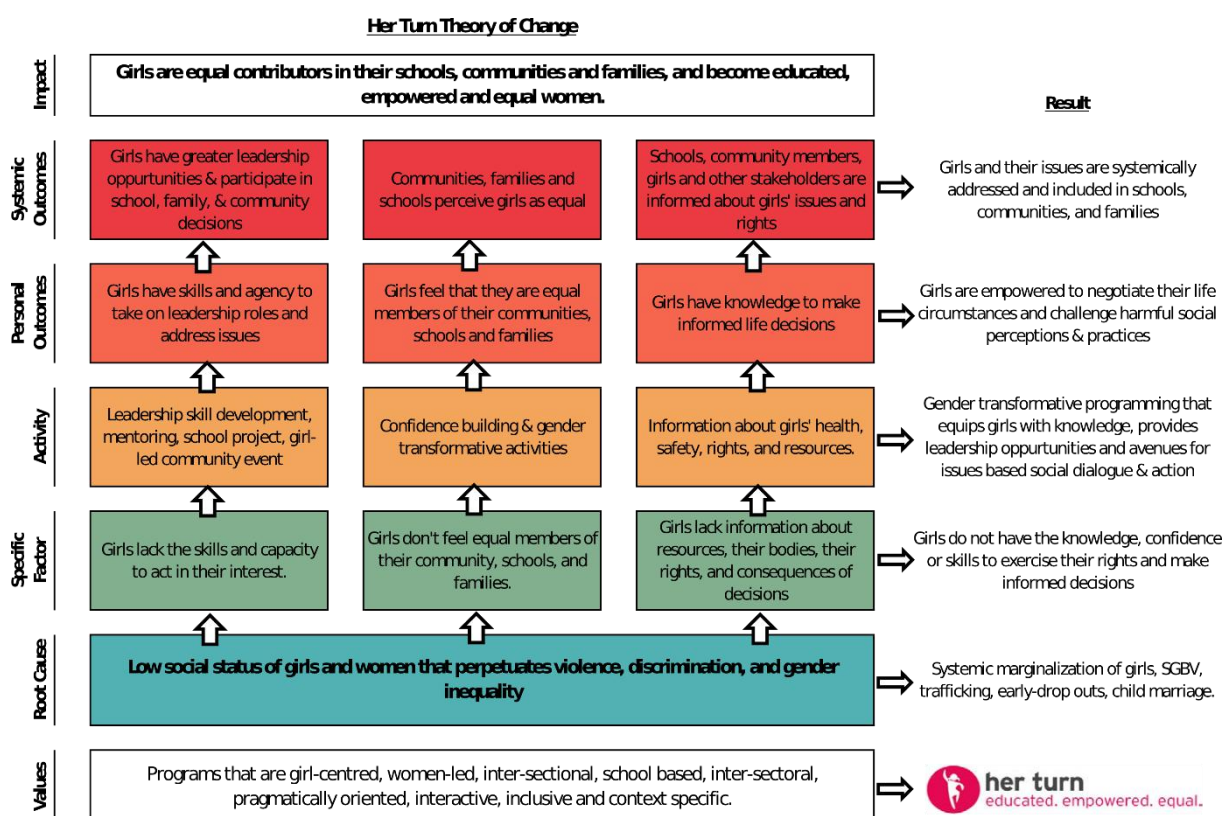 Her Turn Theory of Change
Impact
Girls are equal contributors in their schools, communities and families, and become educated,
empowered and equal women.
Result
Systemic
Outcomes
Girls have greater leadership
oppurtunities & participate in
school, family, & community
decisions
Communities, families and
schools perceive girls as equal
Schools, community members,
girls and other stakeholders are
informed about girls' issues and
rights
Girls and their issues are systemically
addressed and included in schools,
communities, and families
Personal
Outcomes
Girls have skills and agency to
take on leadership roles and
address issues
Girls feel that they are equal
members of their communities,
schools and families
Girls have knowledge to make
informed life decisions
Girls are empowered to negotiate their life
circumstances and challenge harmful social
perceptions & practices
Activity
Leadership skill development,
mentoring, school project, girl-
led community event
Confidence building & gender
transformative activities
Information about girls' health,
safety, rights, and resources.
Gender transformative programming that
equips girls with knowledge, provides
leadership oppurtunities and avenues for
issues based social dialogue & action
Specific
Factor
Girls lack the skills and capacity
to act in their interest.
Girls don't feel equal members of
their community, schools, and
families.
Girls lack information about
resources, their bodies, their
rights, and consequences of
decisions
Girls do not have the knowledge, confidence
or skills to exercise their rights and make
informed decisions
Root Cause
Low social status of girls and women that perpetuates violence, discrimination, and gender
inequality
Systemic marginalization of girls, SGBV,
trafficking, early-drop outs, child marriage.
Values
Programs that are girl-centred, women-led, inter-sectional, school based, inter-sectoral,
pragmatically oriented, interactive, inclusive and context specific.
her turn
educated. empowered. equal.